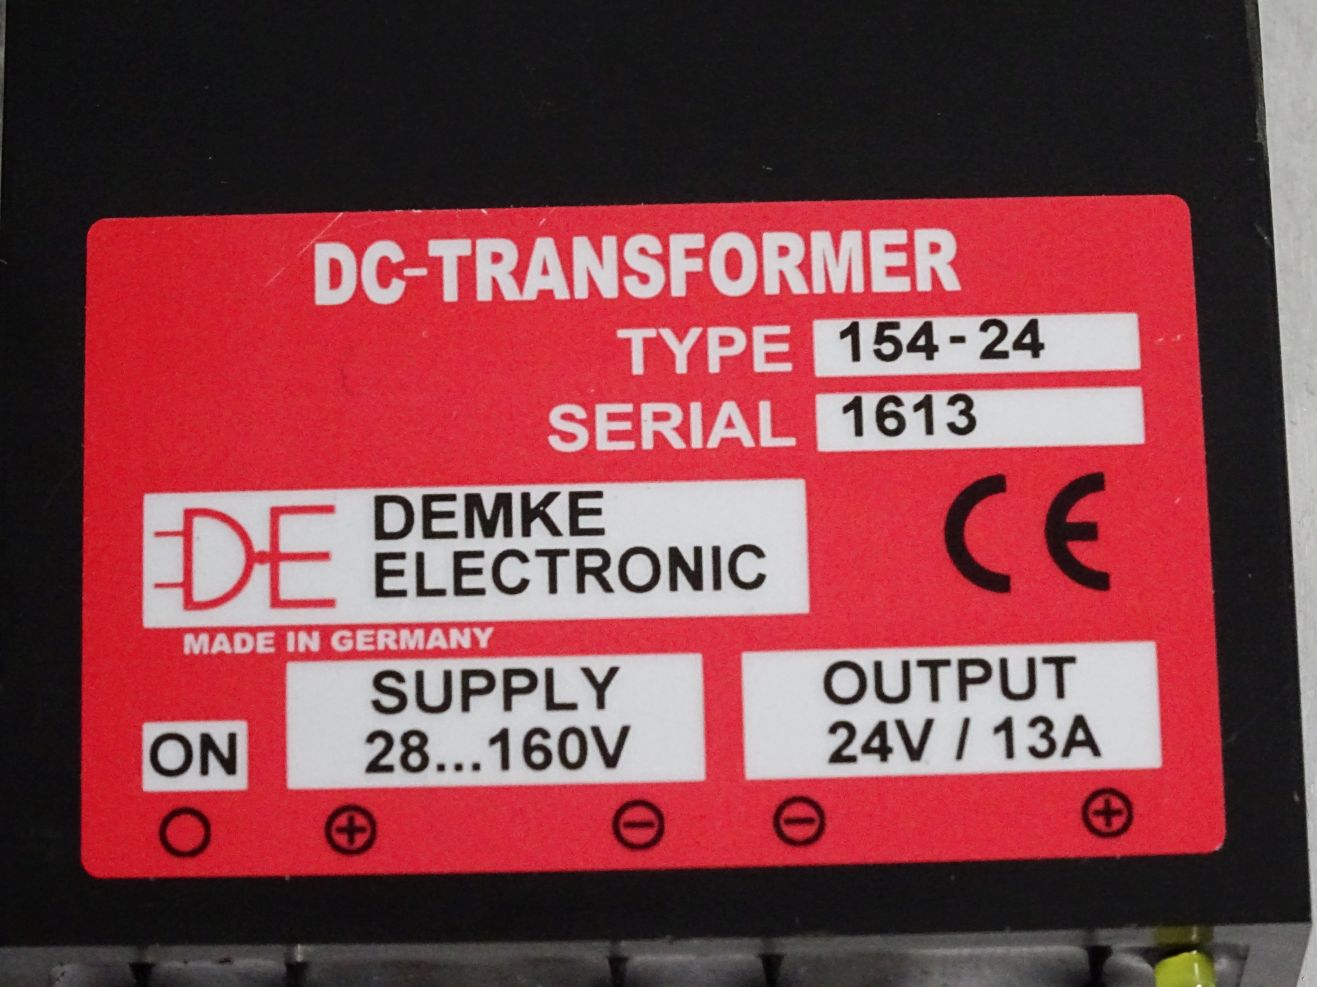 DC-TRANSFORMER
TYPE 154-24
SERIAL 1613
DE DEMKE
ELECTRONIC
CE
MADE IN GERMANY
SUPPLY
28...160V
OUTPUT
24V / 13A
ON